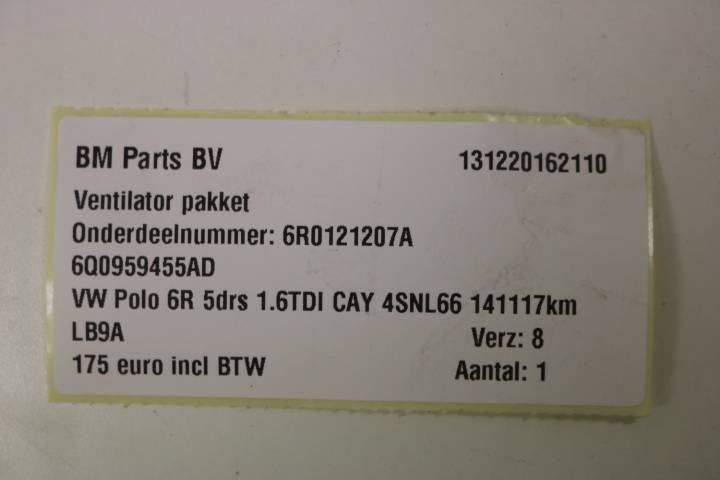 BM Parts BV 131220162110
Ventilator pakket
Onderdeelnummer: 6R0121207A
6Q0959455AD
VW Polo 6R 5drs 1.6TDI CAY 4SNL66 141117km
LB9A Verz: 8
175 euro incl BTW Aantal: 1